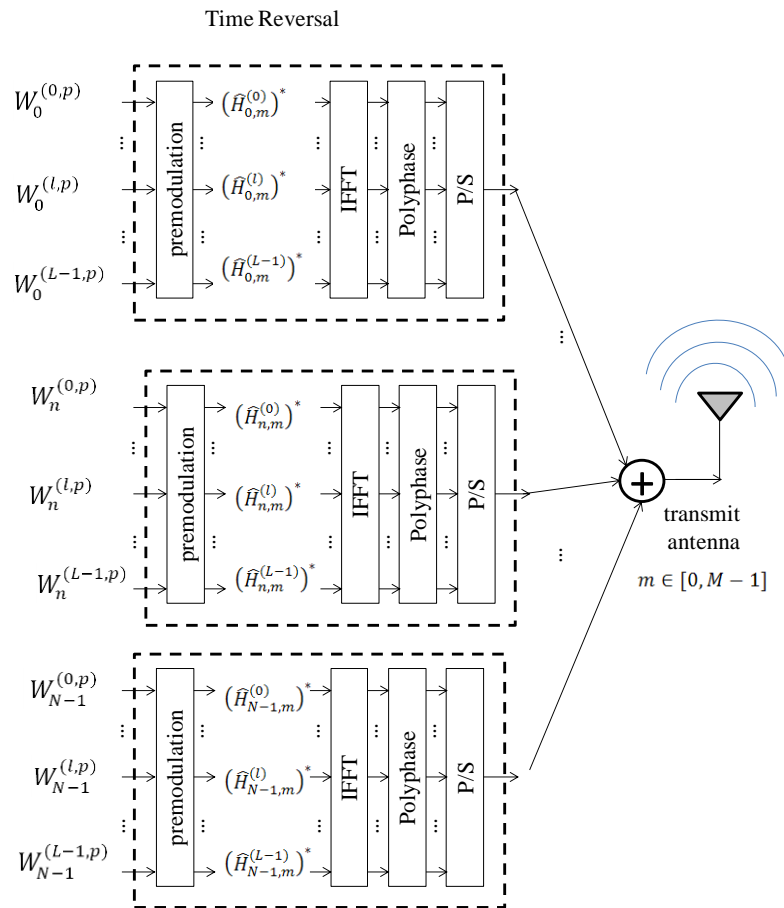 Time Reversal
W_0^{(0,p)}
...
W_0^{(l,p)}
...
W_0^{(L-1,p)}
premodulation
(Ĥ_{0,m}^{(0)})^*
...
(Ĥ_{0,m}^{(l)})^*
...
(Ĥ_{0,m}^{(L-1)})^*
IFFT
...
...
Polyphase
...
...
P/S
...
W_n^{(0,p)}
...
W_n^{(l,p)}
...
W_n^{(L-1,p)}
premodulation
(Ĥ_{n,m}^{(0)})^*
...
(Ĥ_{n,m}^{(l)})^*
...
(Ĥ_{n,m}^{(L-1)})^*
IFFT
...
...
Polyphase
...
...
P/S
...
+
transmit
antenna
m ∈ [0, M − 1]
W_{N-1}^{(0,p)}
...
W_{N-1}^{(l,p)}
...
W_{N-1}^{(L-1,p)}
premodulation
(Ĥ_{N-1,m}^{(0)})^*
...
(Ĥ_{N-1,m}^{(l)})^*
...
(Ĥ_{N-1,m}^{(L-1)})^*
IFFT
...
...
Polyphase
...
...
P/S